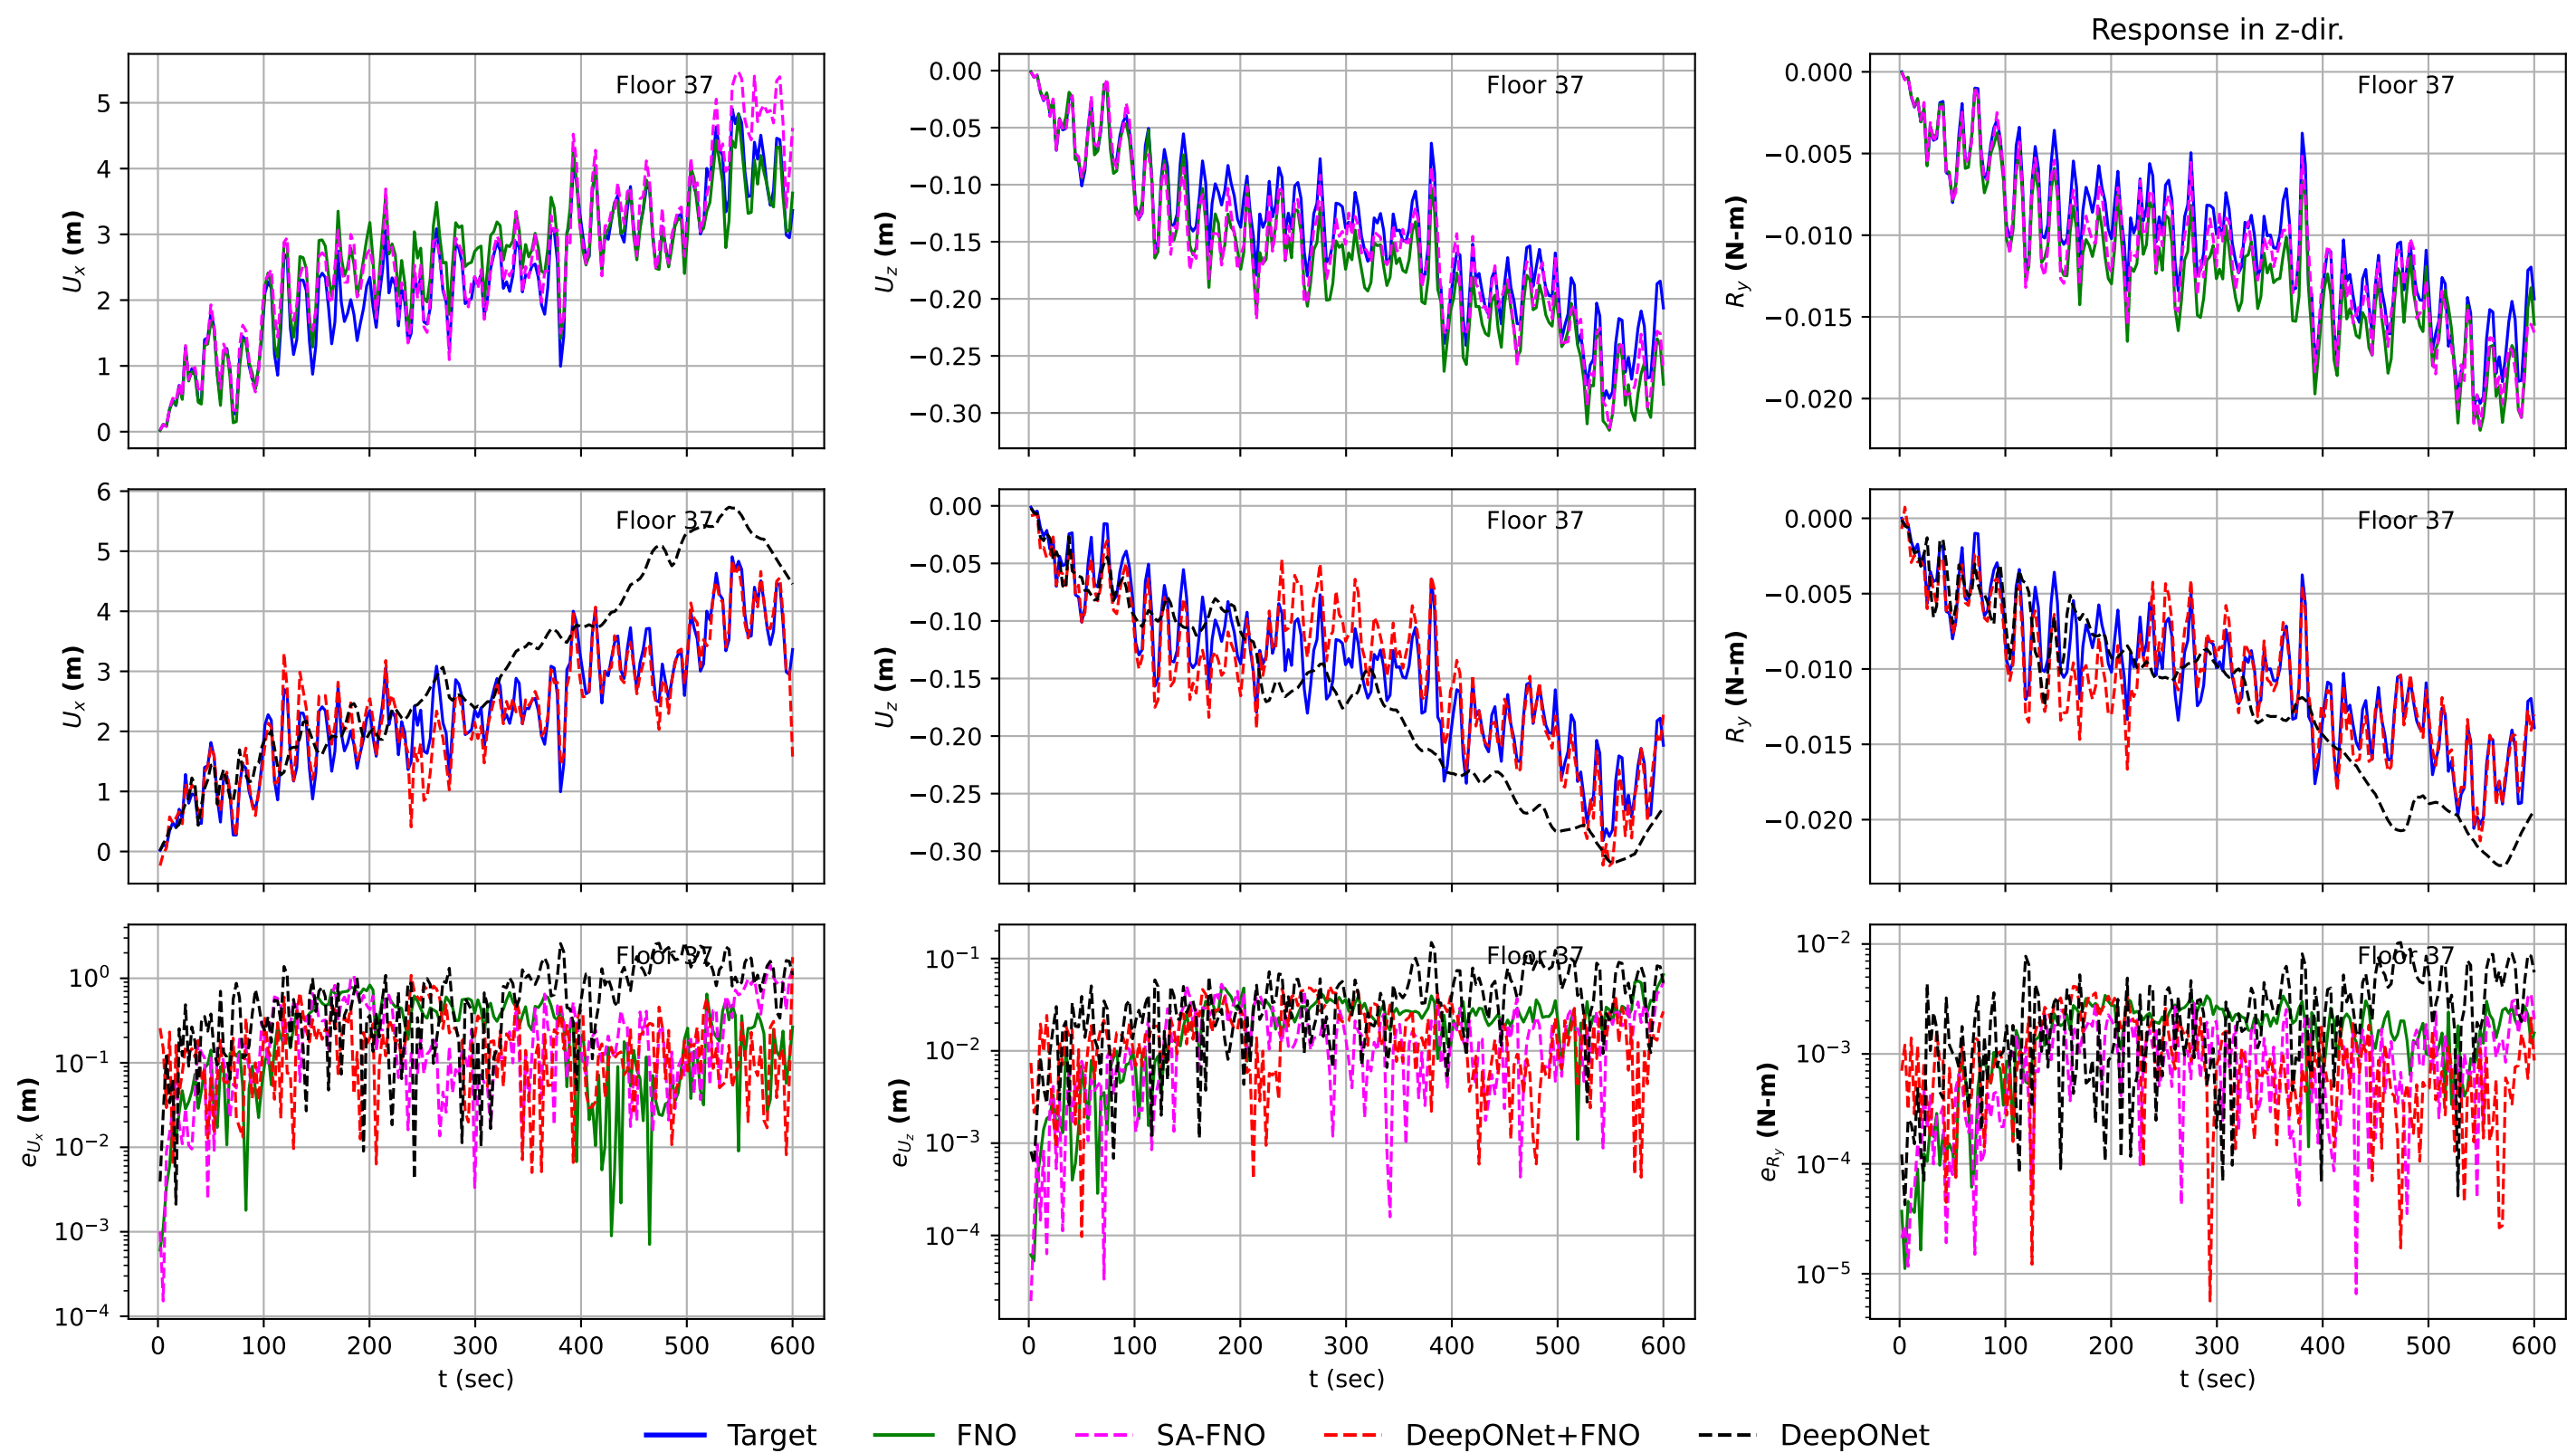 Response in z-dir.
Floor 37
Floor 37
Floor 37
5
4
3
2
1
0
U_x (m)
0.00
−0.05
−0.10
−0.15
−0.20
−0.25
−0.30
U_z (m)
0.000
−0.005
−0.010
−0.015
−0.020
R_y (N-m)
Floor 37
Floor 37
Floor 37
6
5
4
3
2
1
0
U_x (m)
0.00
−0.05
−0.10
−0.15
−0.20
−0.25
−0.30
U_z (m)
0.000
−0.005
−0.010
−0.015
−0.020
R_y (N-m)
Floor 37
Floor 37
Floor 37
10^0
10^−1
10^−2
10^−3
10^−4
e_{U_x} (m)
10^−1
10^−2
10^−3
10^−4
e_{U_z} (m)
10^−2
10^−3
10^−4
10^−5
e_{R_y} (N-m)
0 100 200 300 400 500 600
0 100 200 300 400 500 600
0 100 200 300 400 500 600
t (sec)
t (sec)
t (sec)
Target FNO SA-FNO DeepONet+FNO DeepONet